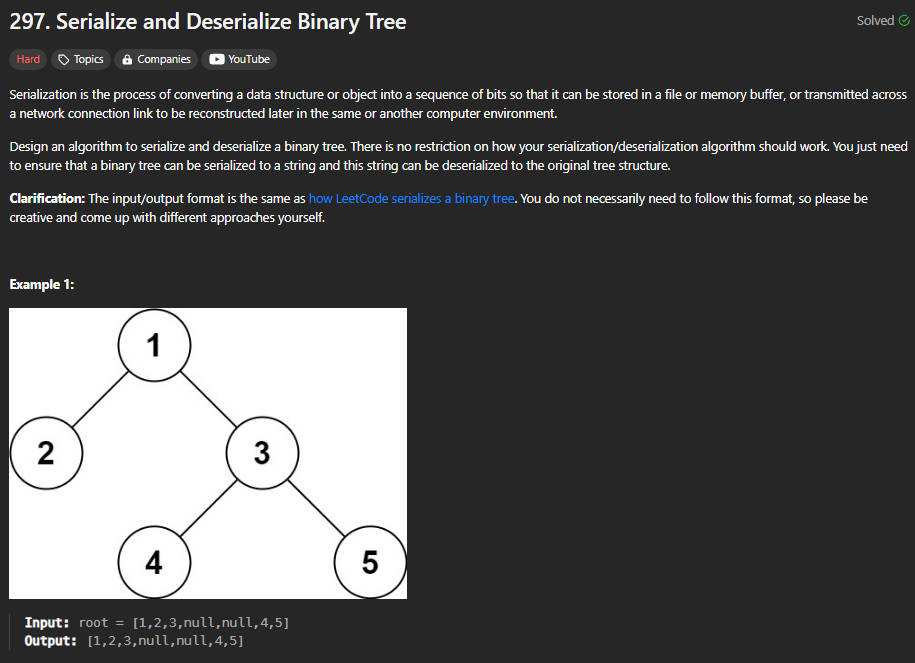 297. Serialize and Deserialize Binary Tree
Solved
Hard Topics Companies YouTube
Serialization is the process of converting a data structure or object into a sequence of bits so that it can be stored in a file or memory buffer, or transmitted across
a network connection link to be reconstructed later in the same or another computer environment.
Design an algorithm to serialize and deserialize a binary tree. There is no restriction on how your serialization/deserialization algorithm should work. You just need
to ensure that a binary tree can be serialized to a string and this string can be deserialized to the original tree structure.
Clarification: The input/output format is the same as how LeetCode serializes a binary tree. You do not necessarily need to follow this format, so please be
creative and come up with different approaches yourself.
Example 1:
1
2 3
4 5
Input: root = [1,2,3,null,null,4,5]
Output: [1,2,3,null,null,4,5]